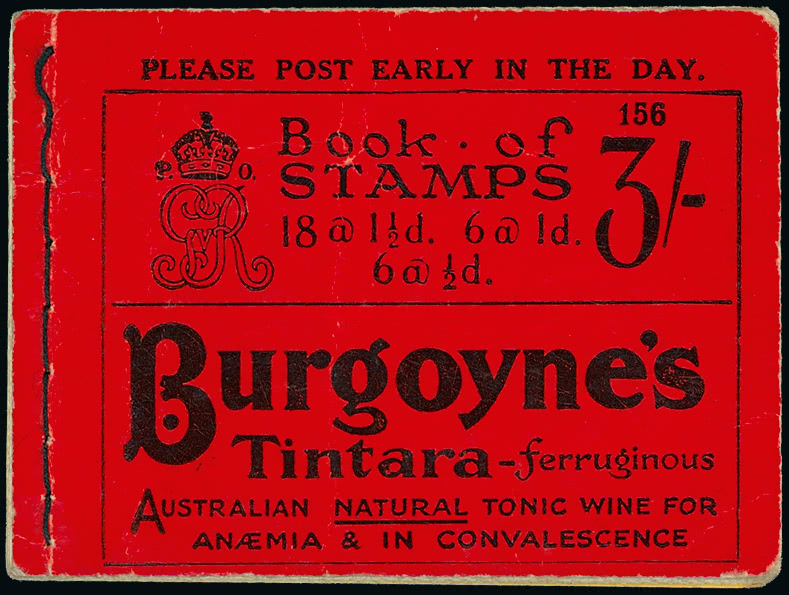 PLEASE POST EARLY IN THE DAY.
156
P. O.
GvR
Book · of
STAMPS
3/-
18 @ 1½d. 6 @ 1d.
6 @ ½d.
Burgoyne's
Tintara-ferruginous
AUSTRALIAN NATURAL TONIC WINE FOR
ANÆMIA & IN CONVALESCENCE